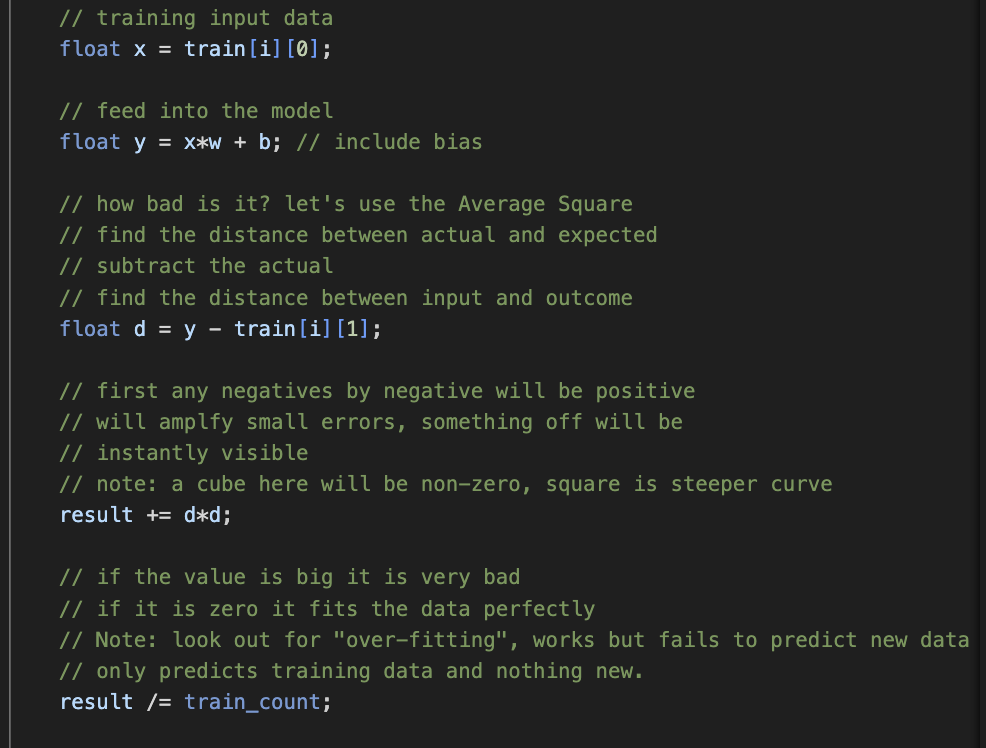 // training input data
float x = train[i][0];
// feed into the model
float y = x*w + b; // include bias
// how bad is it? let's use the Average Square
// find the distance between actual and expected
// subtract the actual
// find the distance between input and outcome
float d = y - train[i][1];
// first any negatives by negative will be positive
// will amplfy small errors, something off will be
// instantly visible
// note: a cube here will be non-zero, square is steeper curve
result += d*d;
// if the value is big it is very bad
// if it is zero it fits the data perfectly
// Note: look out for "over-fitting", works but fails to predict new data
// only predicts training data and nothing new.
result /= train_count;